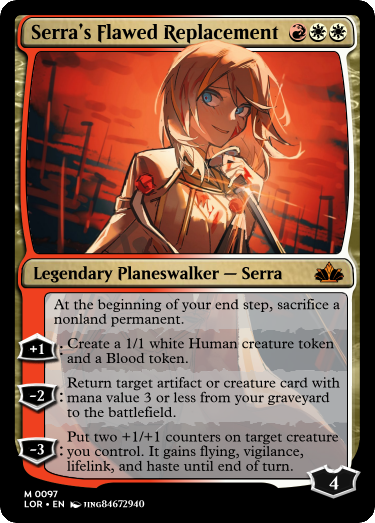 Serra's Flawed Replacement
Legendary Planeswalker — Serra
At the beginning of your end step, sacrifice a
nonland permanent.
+1: Create a 1/1 white Human creature token
and a Blood token.
-2: Return target artifact or creature card with
mana value 3 or less from your graveyard
to the battlefield.
-3: Put two +1/+1 counters on target creature
you control. It gains flying, vigilance,
lifelink, and haste until end of turn.
4
M 0097
LOR • EN jing84672940